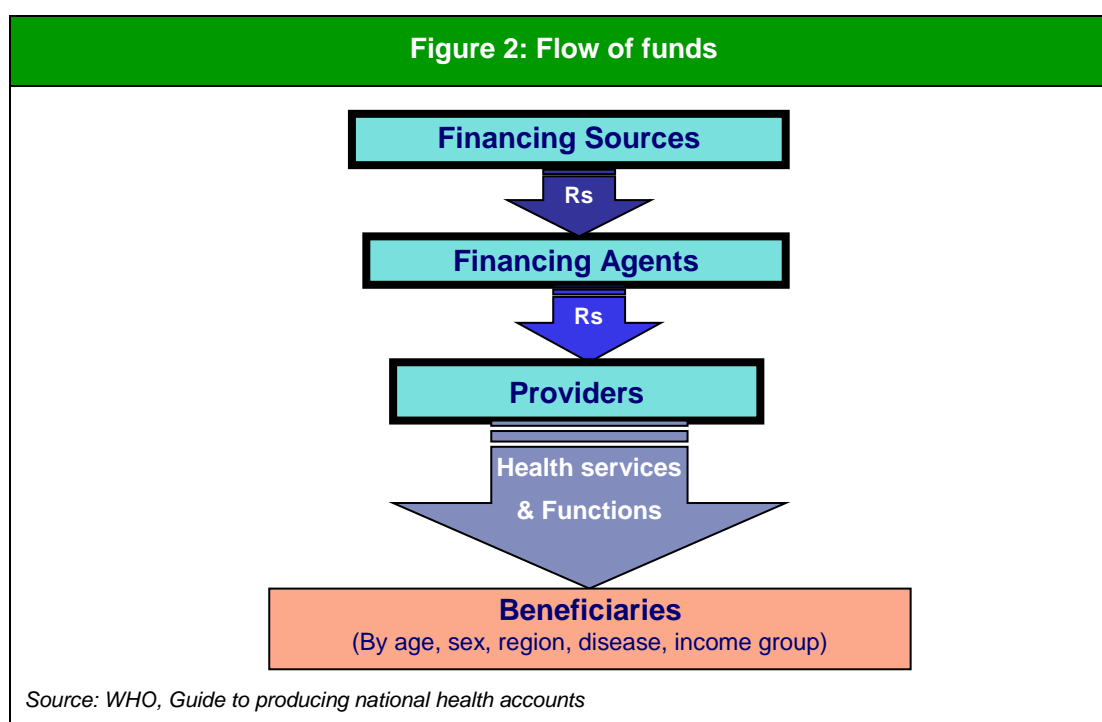 Figure 2: Flow of funds
Financing Sources
Rs
Financing Agents
Rs
Providers
Health services
& Functions
Beneficiaries
(By age, sex, region, disease, income group)
Source: WHO, Guide to producing national health accounts